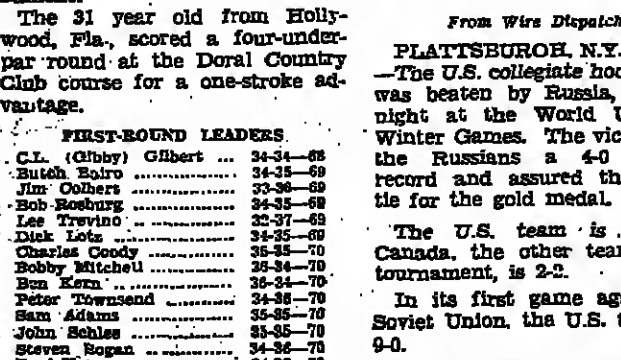 The 31 year old from Holly-
wood, Fla., scored a four-under-
par round at the Doral Country
Club course for a one-stroke ad-
vantage.
FIRST-ROUND LEADERS
C.L. (Gibby) Gilbert ... 34-34—68
Butch Baird ............... 34-35—69
Jim Colbert ............... 33-36—69
Bob Rosburg ............... 34-35—69
Lee Trevino ............... 32-37—69
Dick Lotz ............... 34-35—69
Charles Coody ............... 35-35—70
Bobby Mitchell ............... 36-34—70
Ben Kern ............... 36-34—70
Peter Townsend ............ 34-36—70
Sam Adams ............... 35-35—70
John Schlee ............... 35-35—70
Steven Bogan ............... 34-36—70
From Wire Dispatch
PLATTSBURGH, N.Y.
—The U.S. collegiate hoc
was beaten by Russia,
night at the World U
Winter Games. The vic
the Russians a 4-0
record and assured th
tie for the gold medal.
The U.S. team is
Canada, the other team
tournament, is 2-2.
In its first game aga
Soviet Union, the U.S. t
9-0.